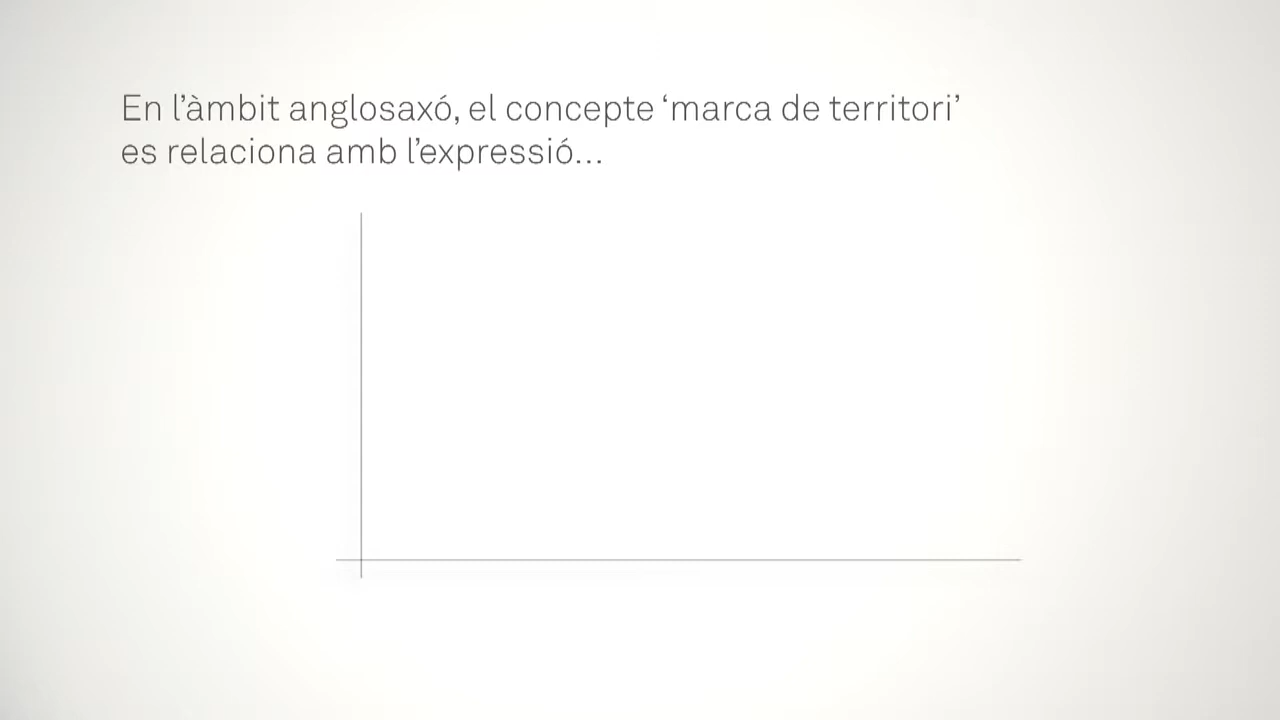 En l’àmbit anglosaxó, el concepte ‘marca de territori’
es relaciona amb l’expressió...